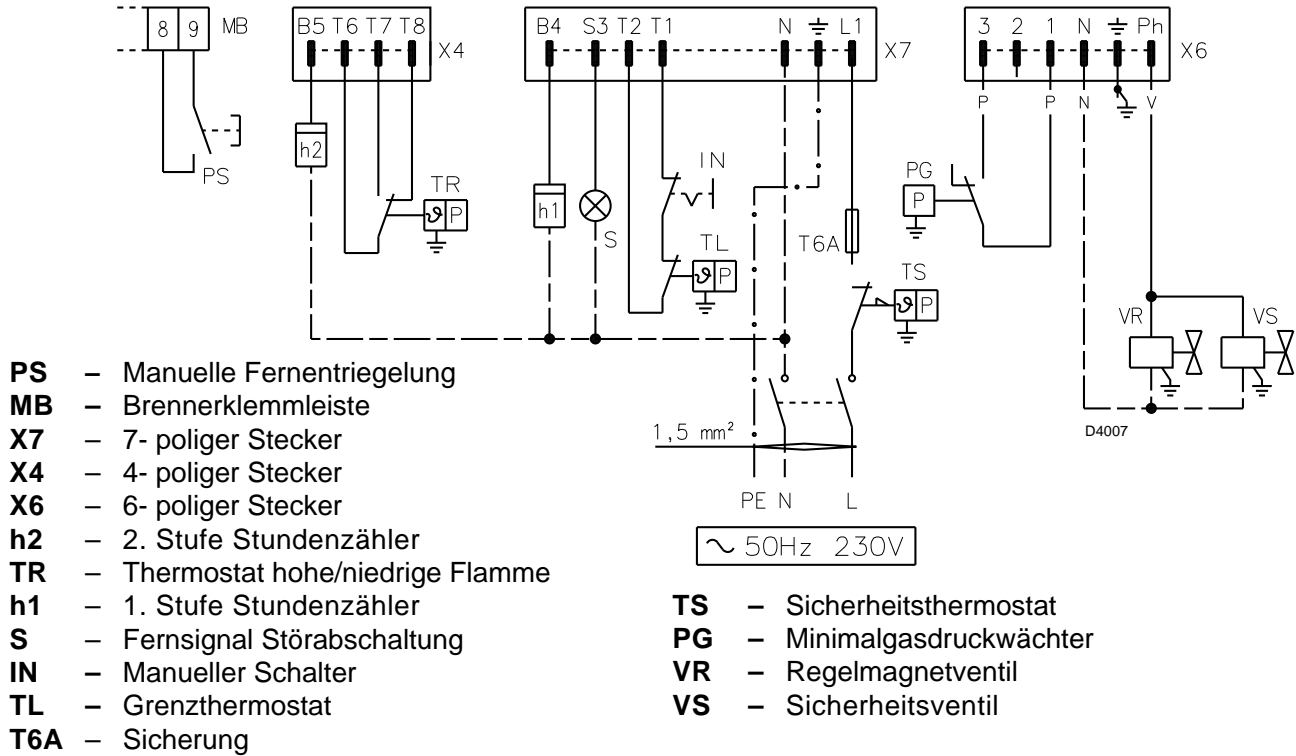 8 9 MB
B5 T6 T7 T8 X4
B4 S3 T2 T1 N L1 X7
3 2 1 N Ph X6
P P N V
h2
PS
TR
ϑ P
h1
S
IN
TL
ϑ P
T6A
TS
ϑ P
PG
P
VR VS
D4007
1,5 mm²
PE N L
~ 50Hz 230V
PS – Manuelle Fernentriegelung
MB – Brennerklemmleiste
X7 – 7- poliger Stecker
X4 – 4- poliger Stecker
X6 – 6- poliger Stecker
h2 – 2. Stufe Stundenzähler
TR – Thermostat hohe/niedrige Flamme
h1 – 1. Stufe Stundenzähler
S – Fernsignal Störabschaltung
IN – Manueller Schalter
TL – Grenzthermostat
T6A – Sicherung
TS – Sicherheitsthermostat
PG – Minimalgasdruckwächter
VR – Regelmagnetventil
VS – Sicherheitsventil